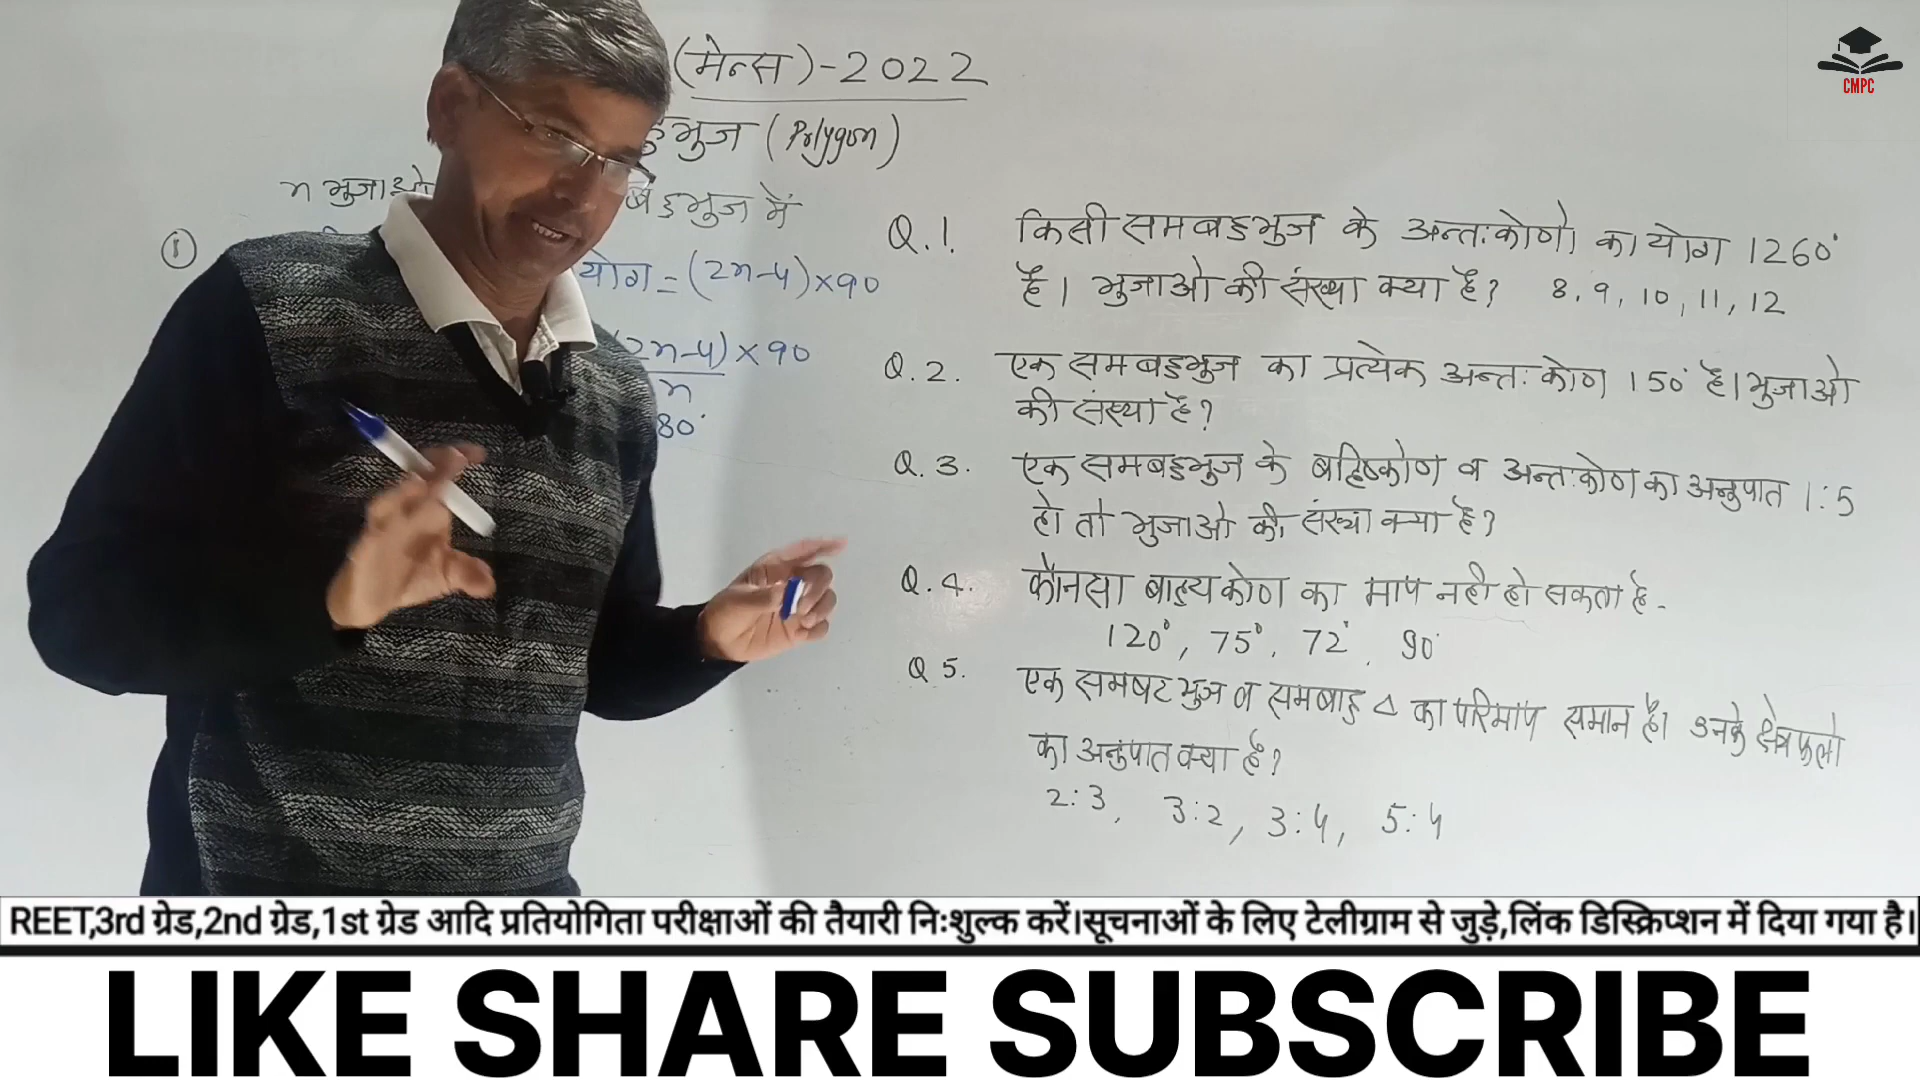 (मेन्स)-2022
हुभुज (Polygon)
n भुजाओ बहुभुज में
① योग = (2n-4)×90
(2n-4)×90
n
80°
Q.1. किसी समबहुभुज के अन्तःकोणो का योग 1260°
है। भुजाओ की संख्या क्या है? 8, 9, 10, 11, 12
Q.2. एक समबहुभुज का प्रत्येक अन्तःकोण 150° है। भुजाओ
की संख्या है?
Q.3. एक समबहुभुज के बहिष्कोण व अन्तःकोण का अनुपात 1:5
हो तो भुजाओ की संख्या क्या है?
Q.4. कौनसा बाह्य कोण का माप नही हो सकता है-
120°, 75°, 72°, 90°
Q 5. एक समषट भुज व समबाहु △ का परिमाप समान है। उनके क्षेत्रफलो
का अनुपात क्या है?
2:3, 3:2, 3:4, 5:4
CMPC
REET,3rd ग्रेड,2nd ग्रेड,1st ग्रेड आदि प्रतियोगिता परीक्षाओं की तैयारी निःशुल्क करें।सूचनाओं के लिए टेलीग्राम से जुड़े,लिंक डिस्क्रिप्शन में दिया गया है।
LIKE SHARE SUBSCRIBE